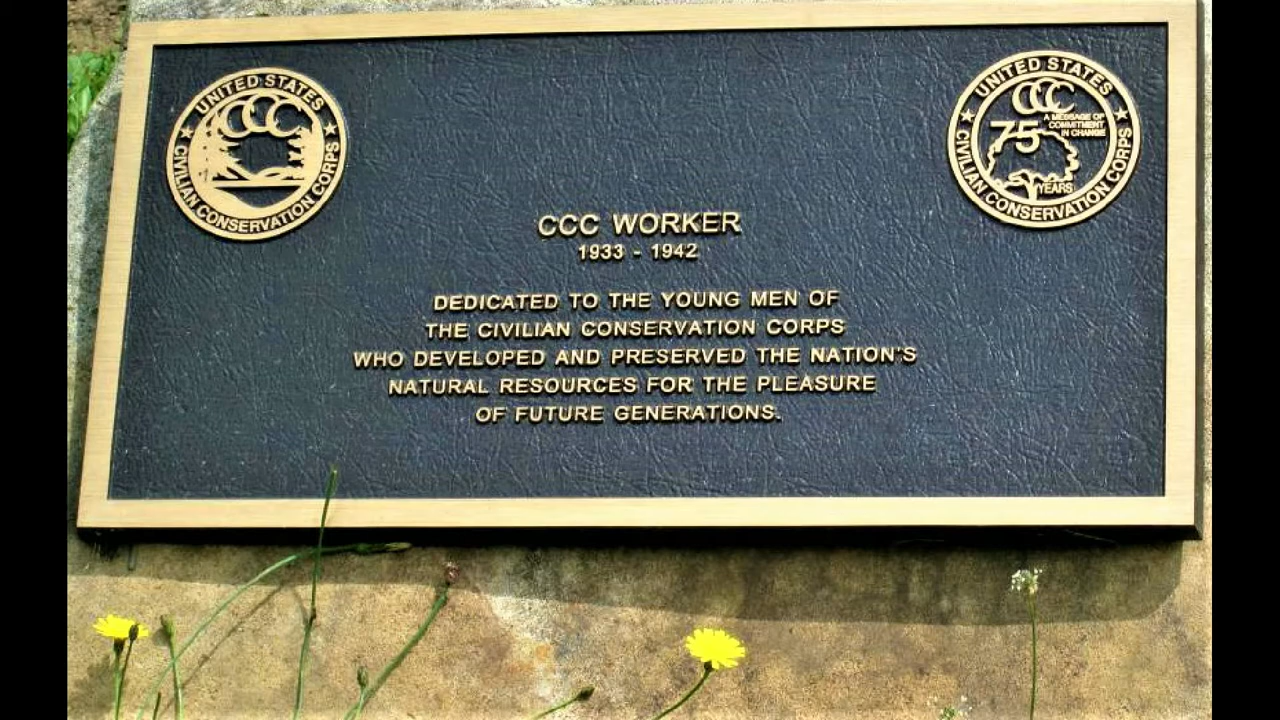 UNITED STATES
CCC
★ CIVILIAN CONSERVATION CORPS ★
UNITED STATES
CCC
75
A MESSAGE OF
COMMITMENT
IN CHANGE
YEARS
★ CIVILIAN CONSERVATION CORPS ★
CCC WORKER
1933 - 1942
DEDICATED TO THE YOUNG MEN OF
THE CIVILIAN CONSERVATION CORPS
WHO DEVELOPED AND PRESERVED THE NATION'S
NATURAL RESOURCES FOR THE PLEASURE
OF FUTURE GENERATIONS.